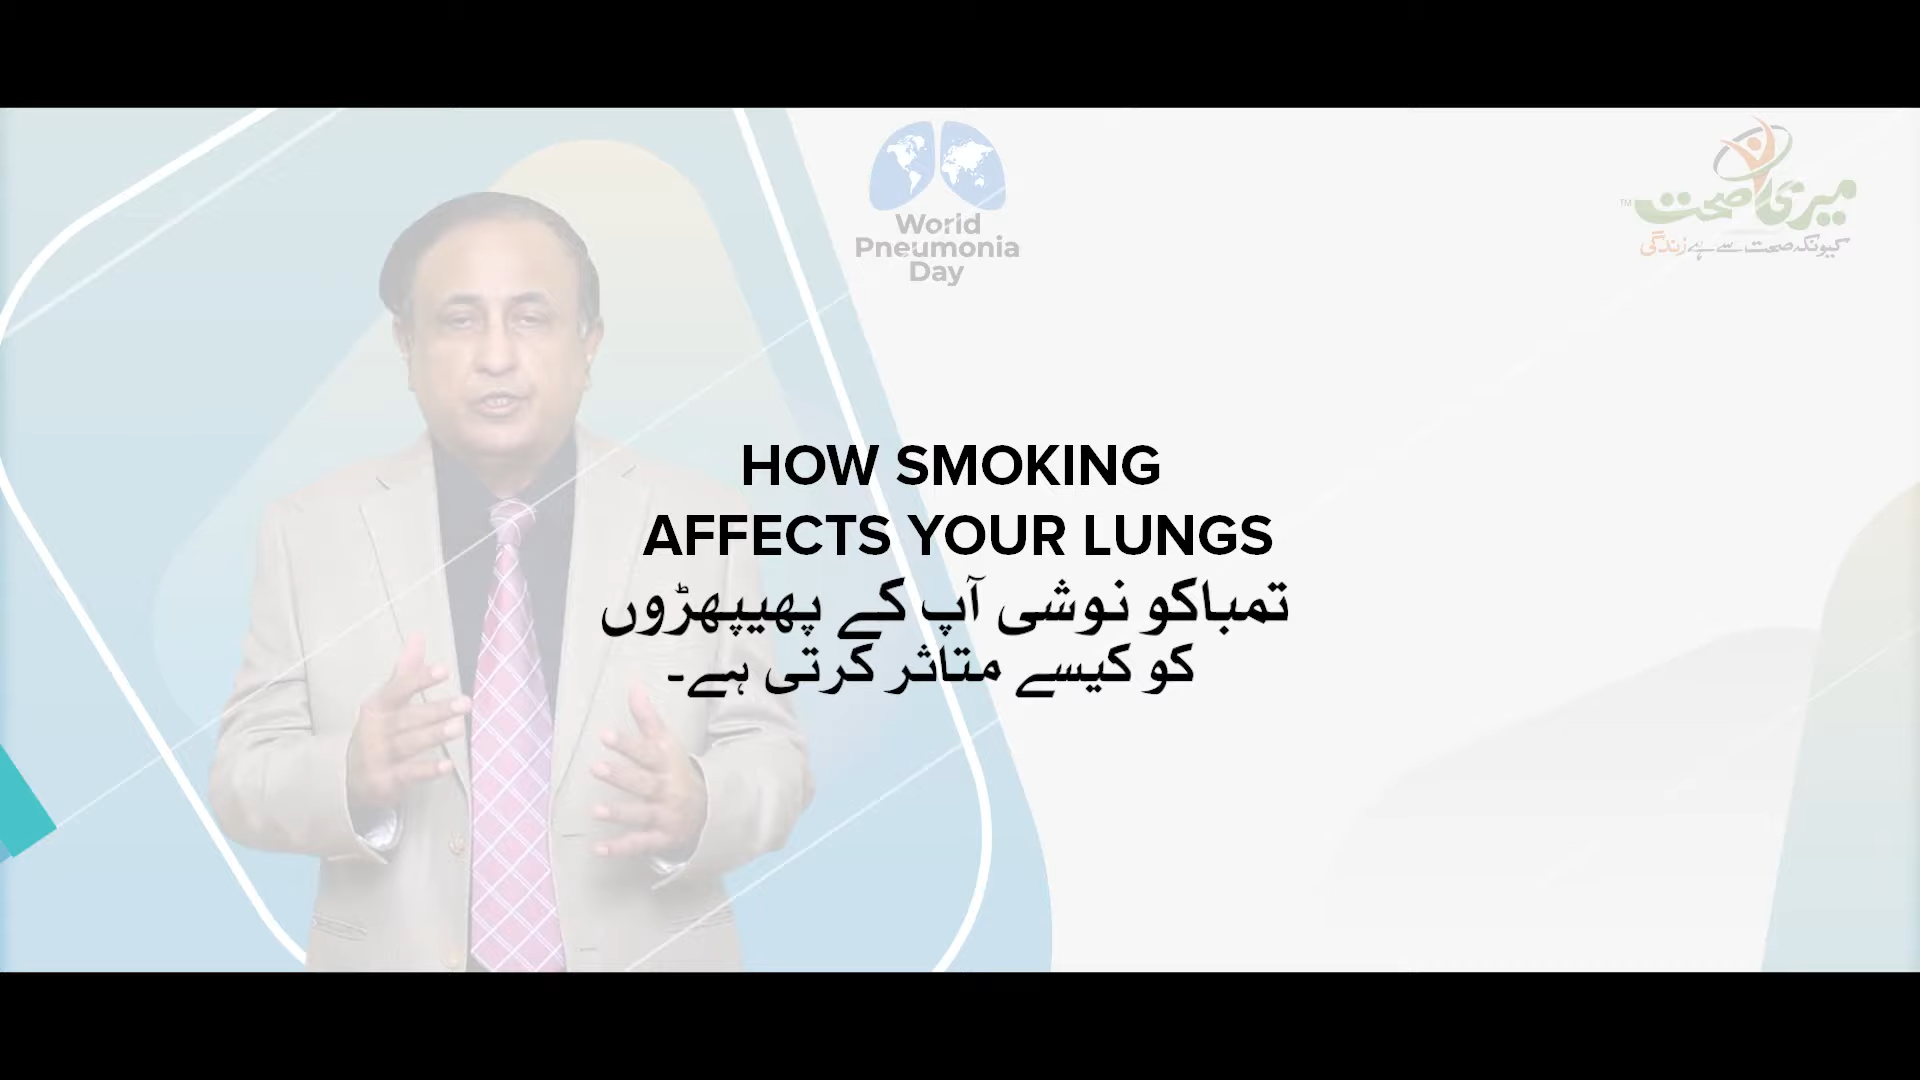 World
Pneumonia
Day
میری صحت
TM
کیونکہ صحت سے ہے زندگی
HOW SMOKING
AFFECTS YOUR LUNGS
تمباکو نوشی آپ کے پھیپھڑوں
کو کیسے متاثر کرتی ہے۔